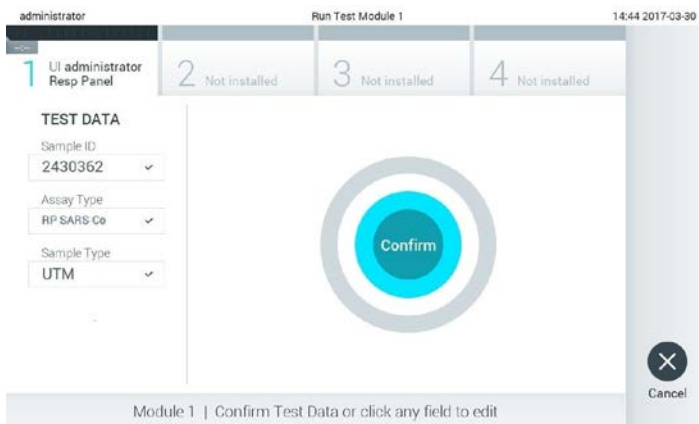 administrator
Run Test Module 1
14:44 2017-03-30
1 UI administrator
Resp Panel
2 Not installed
3 Not installed
4 Not installed
TEST DATA
Sample ID
2430362
Assay Type
RP SARS Co
Sample Type
UTM
Confirm
Cancel
Module 1 | Confirm Test Data or click any field to edit